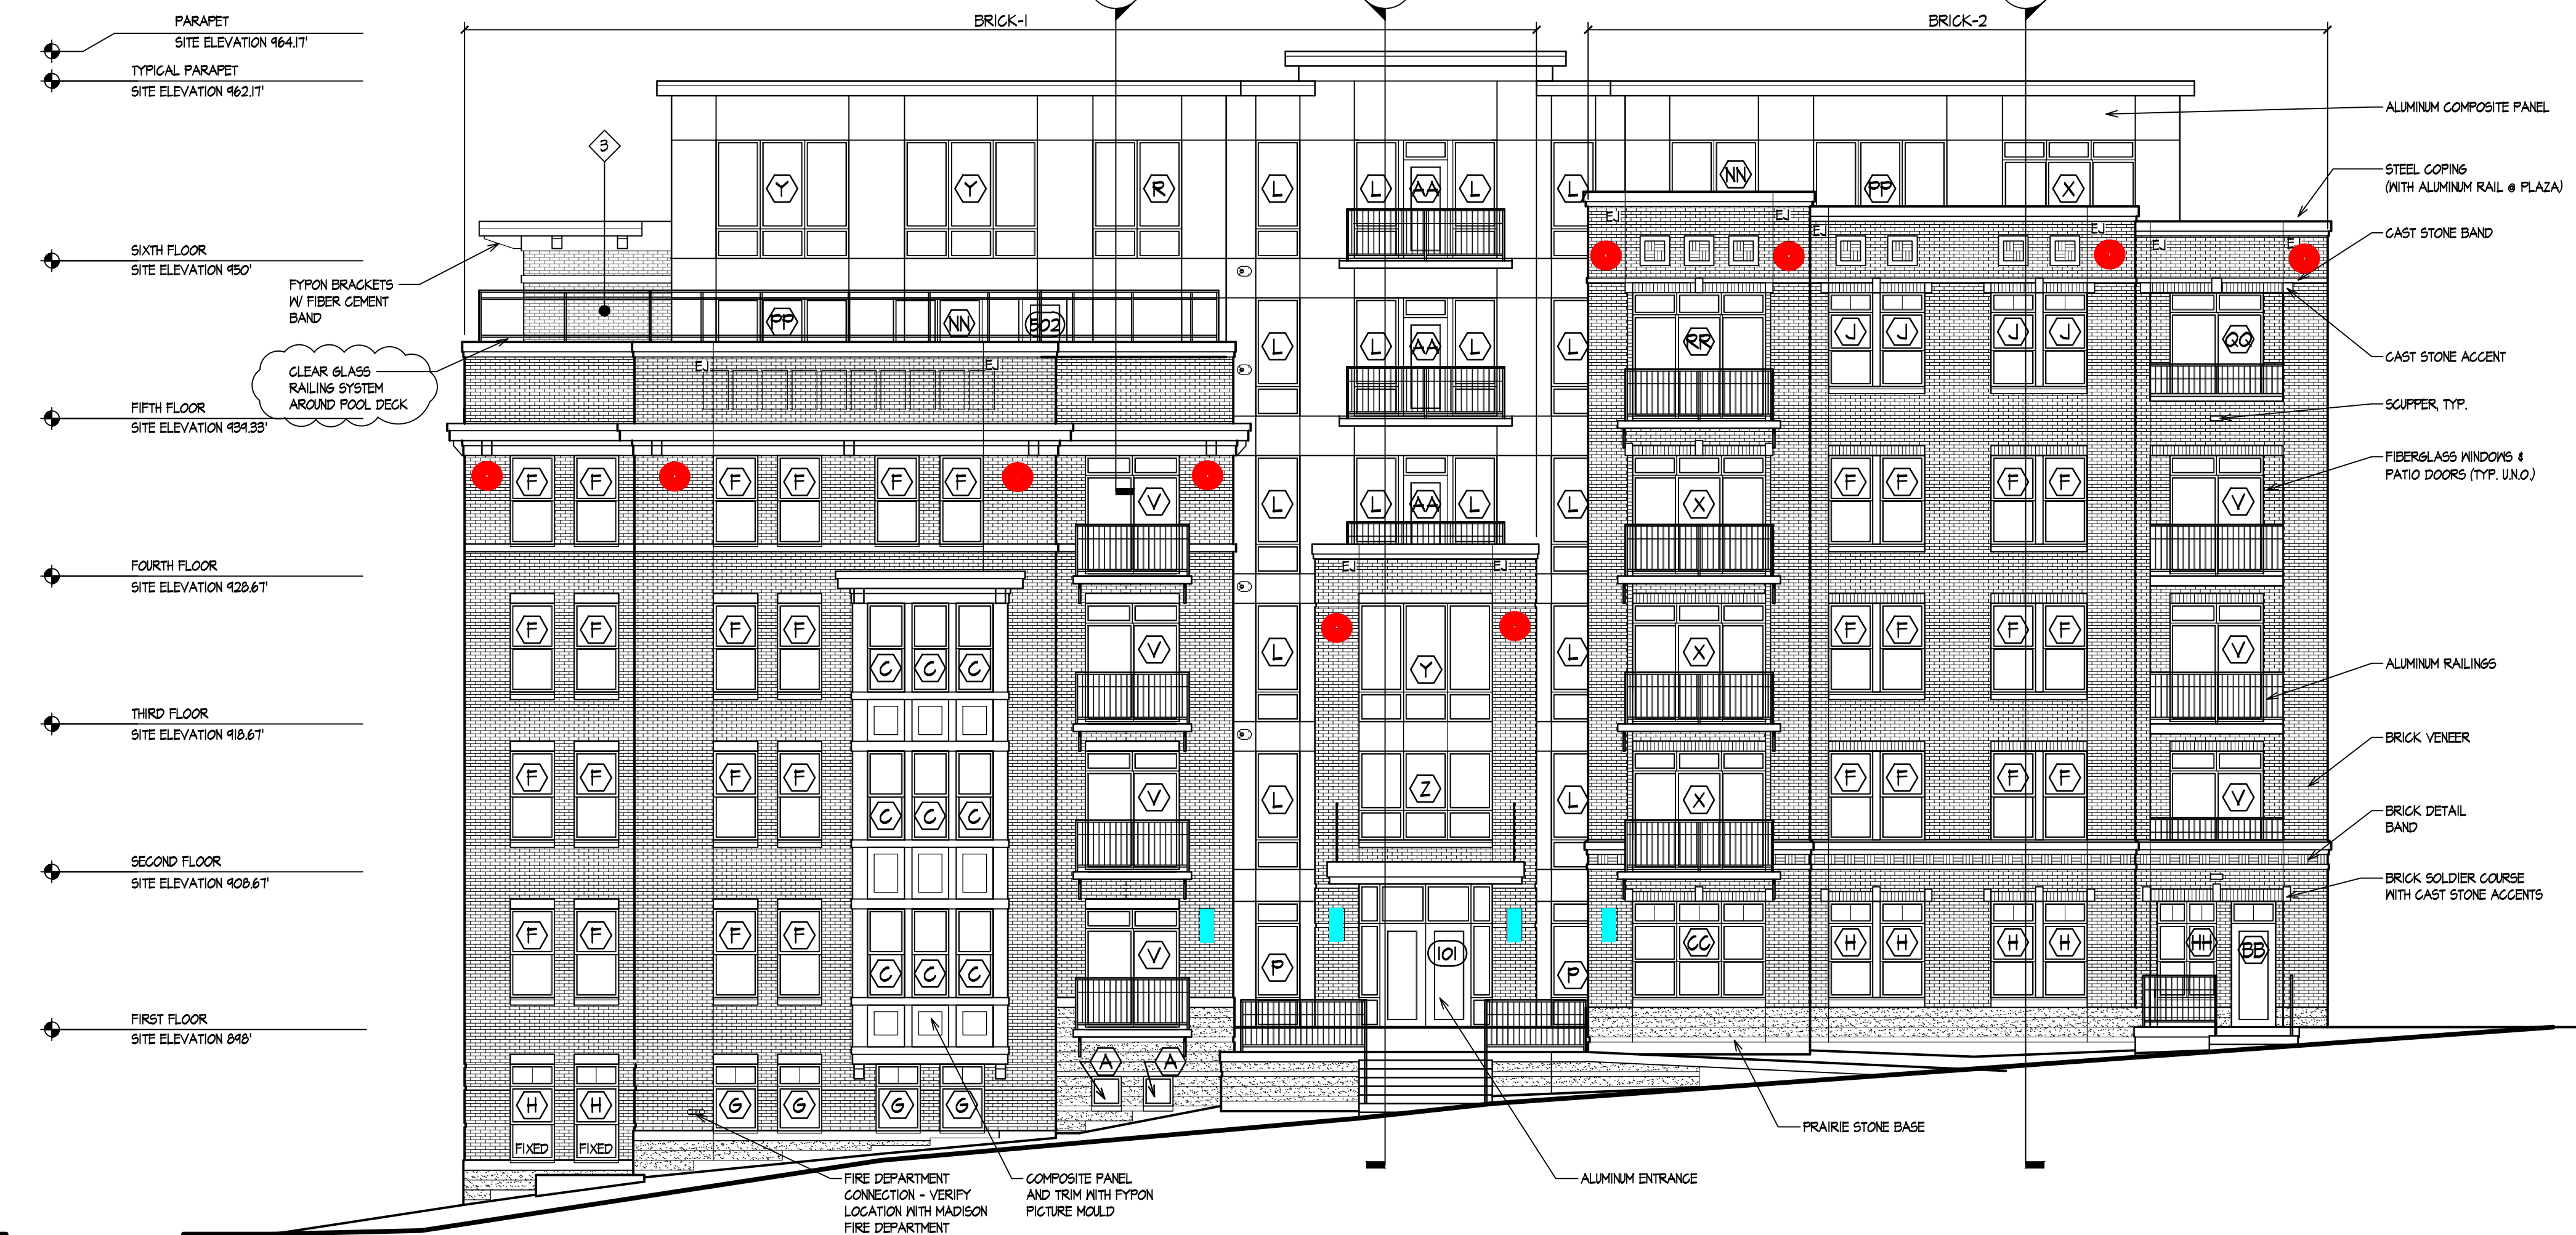 BRICK-1
BRICK-2
PARAPET
SITE ELEVATION 964.17'
TYPICAL PARAPET
SITE ELEVATION 962.17'
SIXTH FLOOR
SITE ELEVATION 950'
FIFTH FLOOR
SITE ELEVATION 939.33'
FOURTH FLOOR
SITE ELEVATION 928.67'
THIRD FLOOR
SITE ELEVATION 918.67'
SECOND FLOOR
SITE ELEVATION 908.67'
FIRST FLOOR
SITE ELEVATION 898'
3
FYPON BRACKETS
W/ FIBER CEMENT
BAND
CLEAR GLASS
RAILING SYSTEM
AROUND POOL DECK
Y Y R L L AA L L NN PP X
EJ EJ EJ EJ EJ EJ
PP NN 502 L L AA L L RR J J J J QQ
EJ EJ
F F F F F F V L L AA L L X F F F F V
EJ EJ
F F F F C C C V L Y L X F F F F V
F F F F C C C V L Z L X F F F F V
F F F F C C C V P 101 P CC H H H H HH BB
A A
H H G G G G
FIXED FIXED
ALUMINUM COMPOSITE PANEL
STEEL COPING
(WITH ALUMINUM RAIL @ PLAZA)
CAST STONE BAND
CAST STONE ACCENT
SCUPPER, TYP.
FIBERGLASS WINDOWS &
PATIO DOORS (TYP. U.N.O.)
ALUMINUM RAILINGS
BRICK VENEER
BRICK DETAIL
BAND
BRICK SOLDIER COURSE
WITH CAST STONE ACCENTS
PRAIRIE STONE BASE
ALUMINUM ENTRANCE
COMPOSITE PANEL
AND TRIM WITH FYPON
PICTURE MOULD
FIRE DEPARTMENT
CONNECTION - VERIFY
LOCATION WITH MADISON
FIRE DEPARTMENT